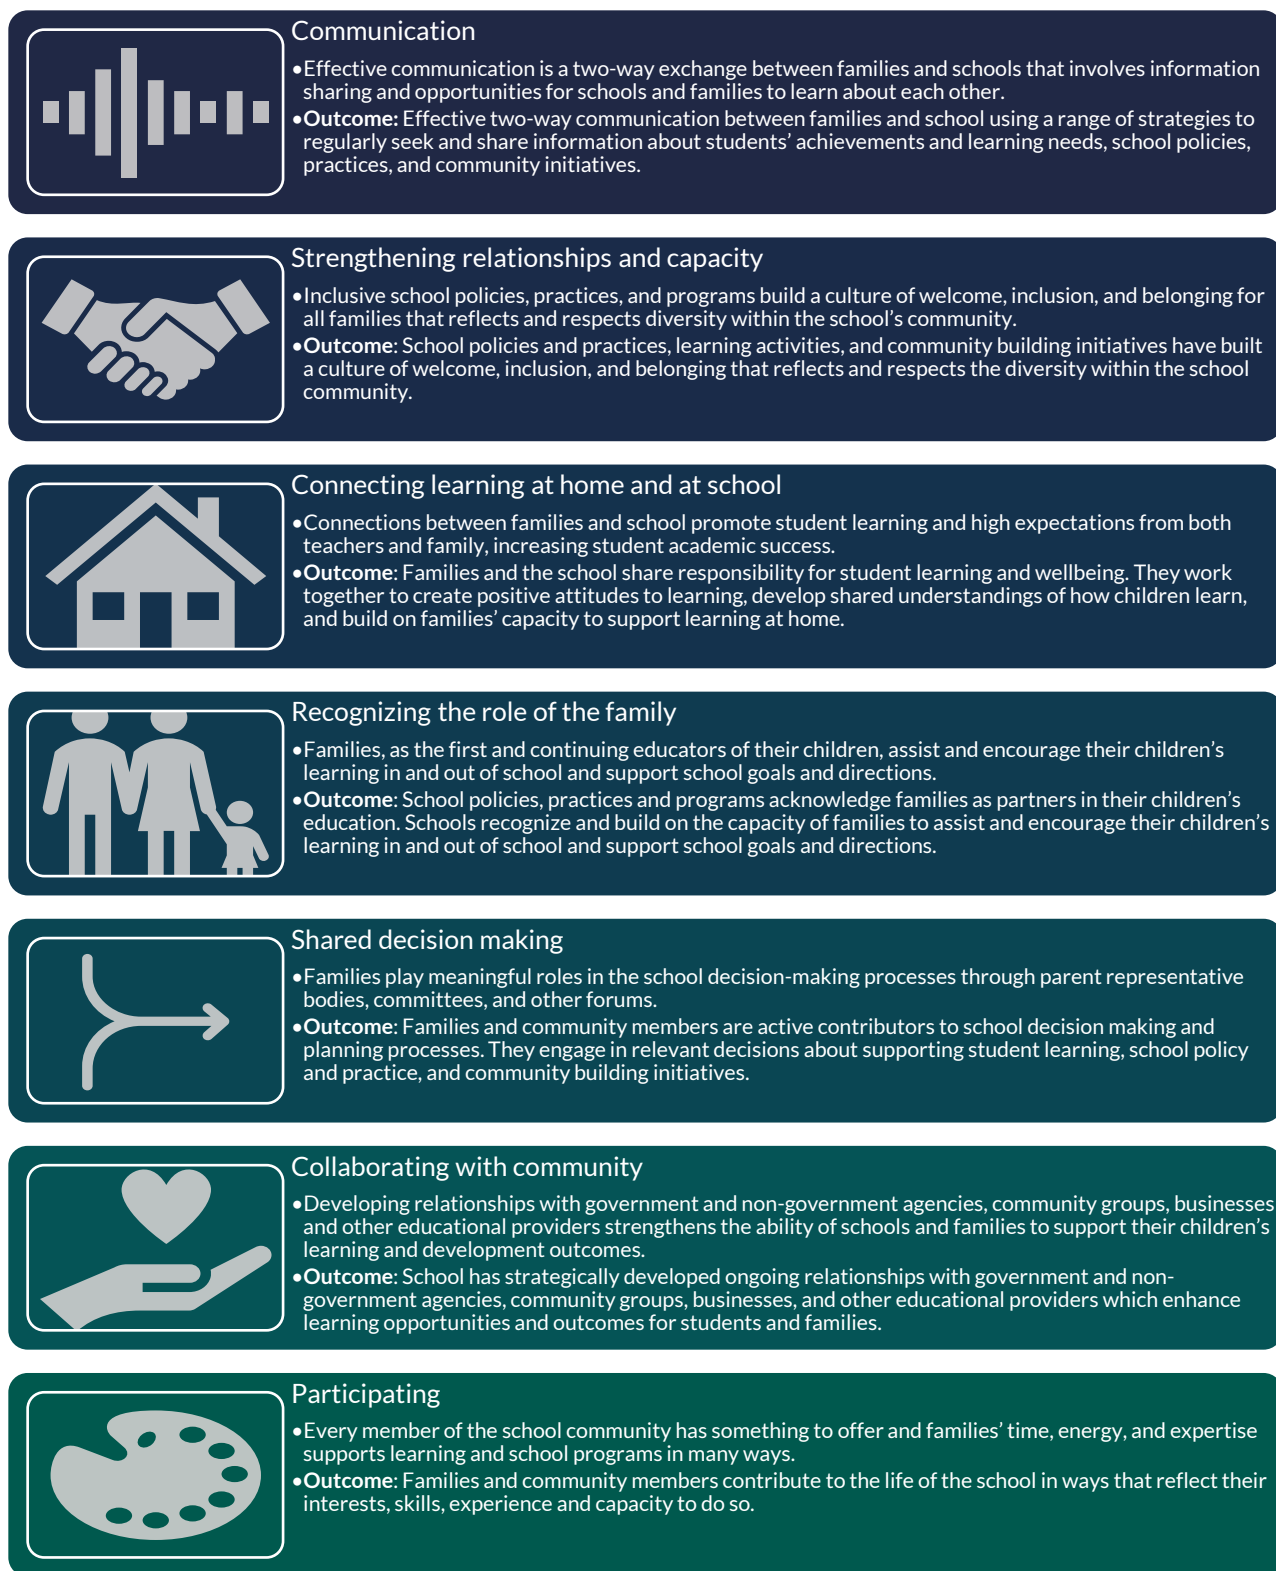 Communication
•Effective communication is a two-way exchange between families and schools that involves information
sharing and opportunities for schools and families to learn about each other.
•Outcome: Effective two-way communication between families and school using a range of strategies to
regularly seek and share information about students’ achievements and learning needs, school policies,
practices, and community initiatives.
Strengthening relationships and capacity
•Inclusive school policies, practices, and programs build a culture of welcome, inclusion, and belonging for
all families that reflects and respects diversity within the school’s community.
•Outcome: School policies and practices, learning activities, and community building initiatives have built
a culture of welcome, inclusion, and belonging that reflects and respects the diversity within the school
community.
Connecting learning at home and at school
•Connections between families and school promote student learning and high expectations from both
teachers and family, increasing student academic success.
•Outcome: Families and the school share responsibility for student learning and wellbeing. They work
together to create positive attitudes to learning, develop shared understandings of how children learn,
and build on families’ capacity to support learning at home.
Recognizing the role of the family
•Families, as the first and continuing educators of their children, assist and encourage their children’s
learning in and out of school and support school goals and directions.
•Outcome: School policies, practices and programs acknowledge families as partners in their children’s
education. Schools recognize and build on the capacity of families to assist and encourage their children’s
learning in and out of school and support school goals and directions.
Shared decision making
•Families play meaningful roles in the school decision-making processes through parent representative
bodies, committees, and other forums.
•Outcome: Families and community members are active contributors to school decision making and
planning processes. They engage in relevant decisions about supporting student learning, school policy
and practice, and community building initiatives.
Collaborating with community
•Developing relationships with government and non-government agencies, community groups, businesses
and other educational providers strengthens the ability of schools and families to support their children’s
learning and development outcomes.
•Outcome: School has strategically developed ongoing relationships with government and non-
government agencies, community groups, businesses, and other educational providers which enhance
learning opportunities and outcomes for students and families.
Participating
•Every member of the school community has something to offer and families’ time, energy, and expertise
supports learning and school programs in many ways.
•Outcome: Families and community members contribute to the life of the school in ways that reflect their
interests, skills, experience and capacity to do so.